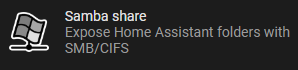 Samba share
Expose Home Assistant folders with
SMB/CIFS